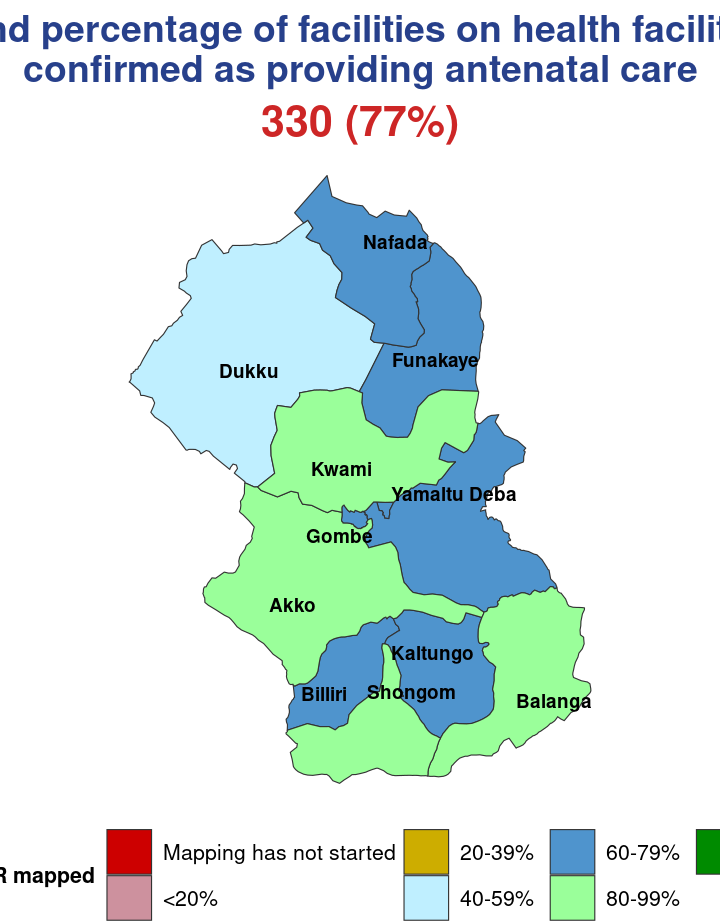 percentage of facilities on health
confirmed as providing antenatal care
330 (77%)
Nafada
Funakaye
Dukku
Kwami
Yamaltu Deba
Gombe
Akko
Kaltungo
Billiri
Shongom
Balanga
R mapped
Mapping has not started
<20%
20-39%
40-59%
60-79%
80-99%